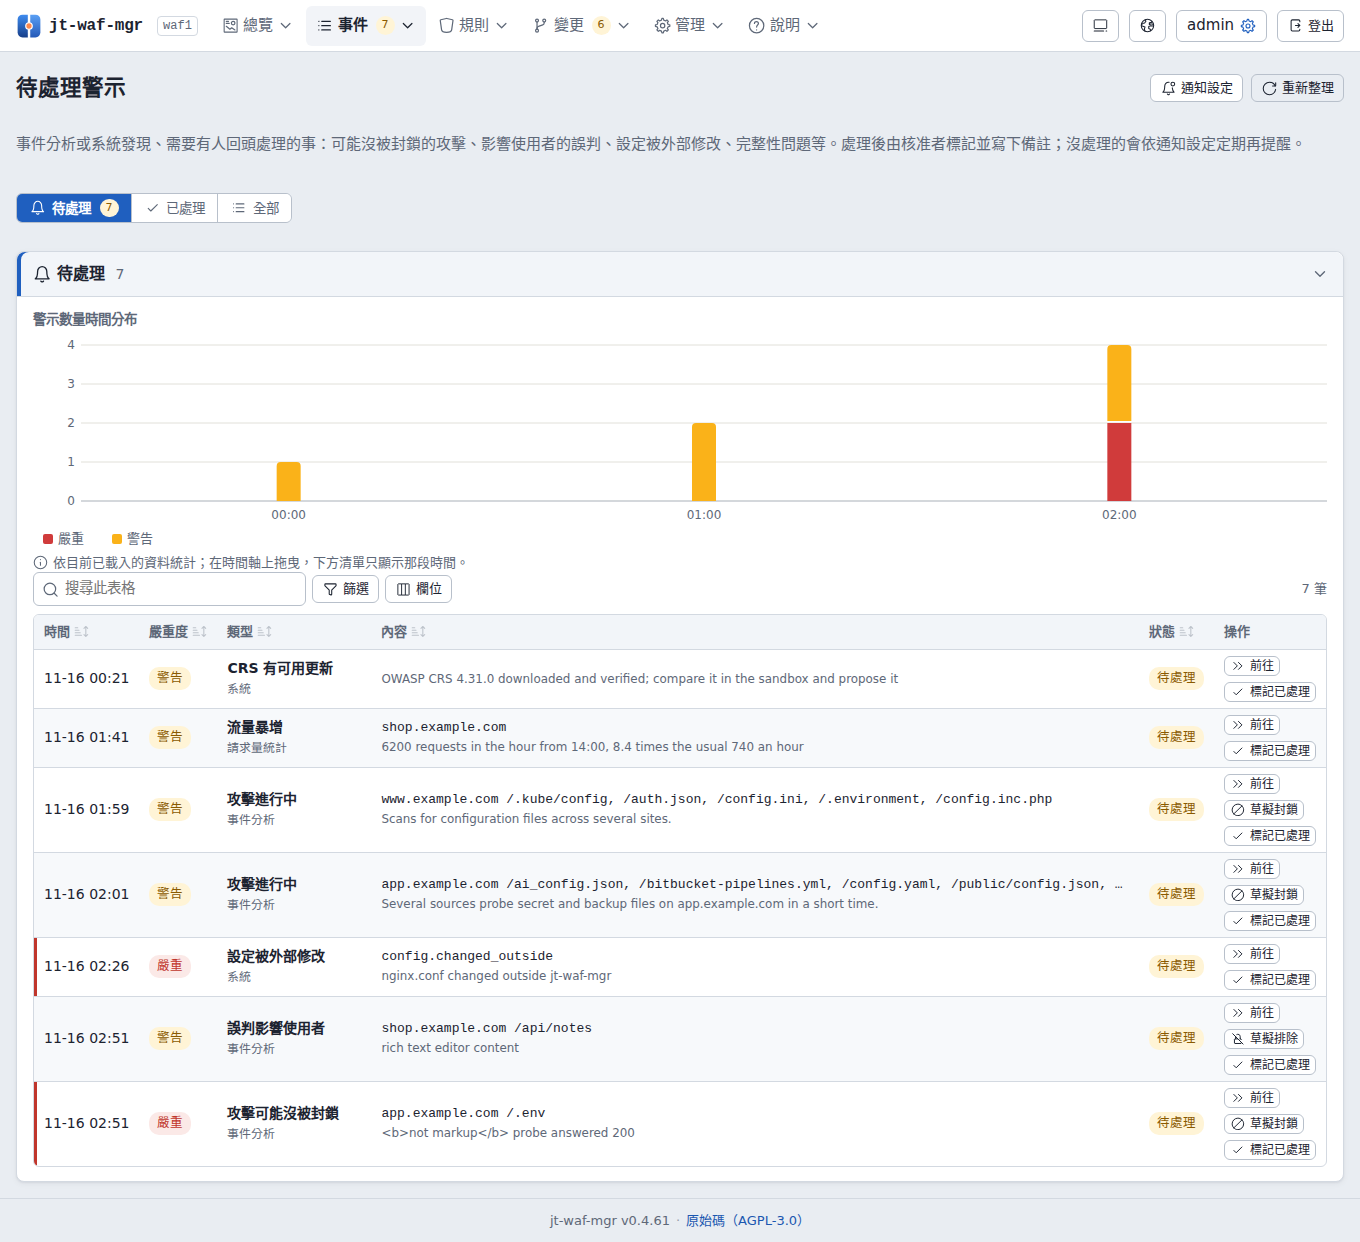 jt-waf-mgr waf1 總覽 事件 7 規則 變更 6 管理 說明 admin 登出
待處理警示 通知設定 重新整理
事件分析或系統發現、需要有人回頭處理的事：可能沒被封鎖的攻擊、影響使用者的誤判、設定被外部修改、完整性問題等。處理後由核准者標記並寫下備註；沒處理的會依通知設定定期再提醒。
待處理 7 已處理 全部
待處理 7
警示數量時間分布
4
3
2
1
0
00:00 01:00 02:00
嚴重 警告
依目前已載入的資料統計；在時間軸上拖曳，下方清單只顯示那段時間。
搜尋此表格 篩選 欄位 7 筆
時間 嚴重度 類型 內容 狀態 操作
11-16 00:21 警告 CRS 有可用更新 系統 OWASP CRS 4.31.0 downloaded and verified; compare it in the sandbox and propose it 待處理 前往 標記已處理
11-16 01:41 警告 流量暴增 請求量統計 shop.example.com 6200 requests in the hour from 14:00, 8.4 times the usual 740 an hour 待處理 前往 標記已處理
11-16 01:59 警告 攻擊進行中 事件分析 www.example.com /.kube/config, /auth.json, /config.ini, /.environment, /config.inc.php Scans for configuration files across several sites. 待處理 前往 草擬封鎖 標記已處理
11-16 02:01 警告 攻擊進行中 事件分析 app.example.com /ai_config.json, /bitbucket-pipelines.yml, /config.yaml, /public/config.json, … Several sources probe secret and backup files on app.example.com in a short time. 待處理 前往 草擬封鎖 標記已處理
11-16 02:26 嚴重 設定被外部修改 系統 config.changed_outside nginx.conf changed outside jt-waf-mgr 待處理 前往 標記已處理
11-16 02:51 警告 誤判影響使用者 事件分析 shop.example.com /api/notes rich text editor content 待處理 前往 草擬排除 標記已處理
11-16 02:51 嚴重 攻擊可能沒被封鎖 事件分析 app.example.com /.env <b>not markup</b> probe answered 200 待處理 前往 草擬封鎖 標記已處理
jt-waf-mgr v0.4.61 · 原始碼（AGPL-3.0）